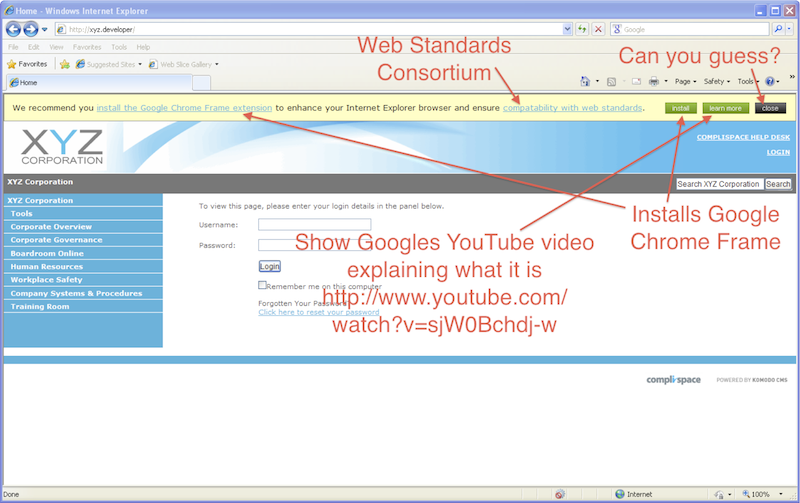 Home - Windows Internet Explorer
http://xyz.developer/
Google
File Edit View Favorites Tools Help
Favorites Suggested Sites Web Slice Gallery
Home
Page Safety Tools
Web Standards
Consortium
Can you guess?
We recommend you install the Google Chrome Frame extension to enhance your Internet Explorer browser and ensure compatability with web standards.
install learn more close
XYZ
CORPORATION
COMPLISPACE HELP DESK
LOGIN
XYZ Corporation
Search XYZ Corporation Search
XYZ Corporation
Tools
Corporate Overview
Corporate Governance
Boardroom Online
Human Resources
Workplace Safety
Company Systems & Procedures
Training Room
To view this page, please enter your login details in the panel below.
Username:
Password:
Login
Remember me on this computer
Forgotten Your Password
Click here to reset your password
Installs Google
Chrome Frame
Show Googles YouTube video
explaining what it is
http://www.youtube.com/
watch?v=sjW0Bchdj-w
complispace POWERED BY KOMODO CMS
Done Internet 100%